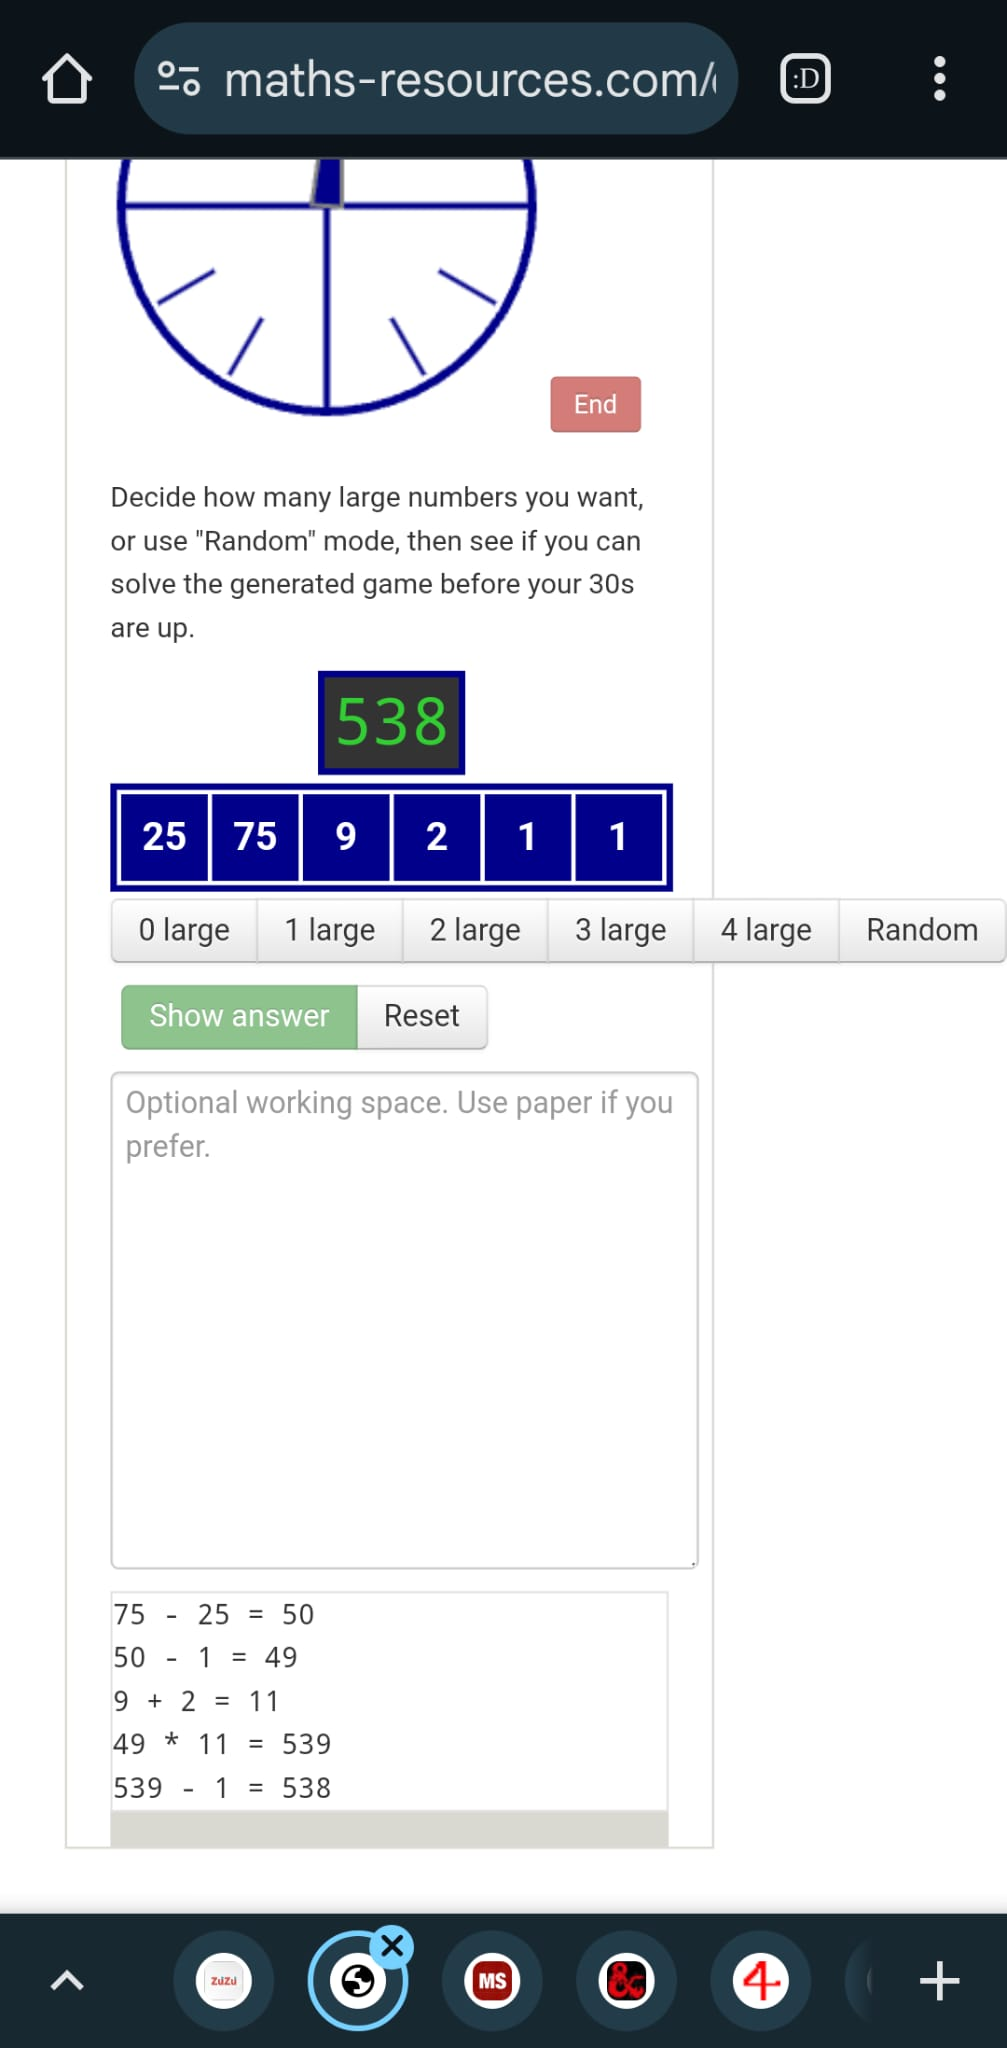 maths-resources.com/
:D
End
Decide how many large numbers you want,
or use "Random" mode, then see if you can
solve the generated game before your 30s
are up.
538
25 75 9 2 1 1
0 large 1 large 2 large 3 large 4 large Random
Show answer Reset
Optional working space. Use paper if you
prefer.
75 - 25 = 50
50 - 1 = 49
9 + 2 = 11
49 * 11 = 539
539 - 1 = 538
zuzu MS & 4